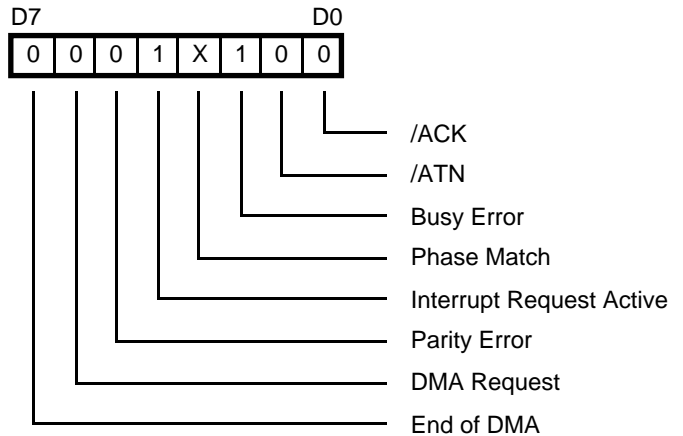 D7 D0
0 0 0 1 X 1 0 0
/ACK
/ATN
Busy Error
Phase Match
Interrupt Request Active
Parity Error
DMA Request
End of DMA